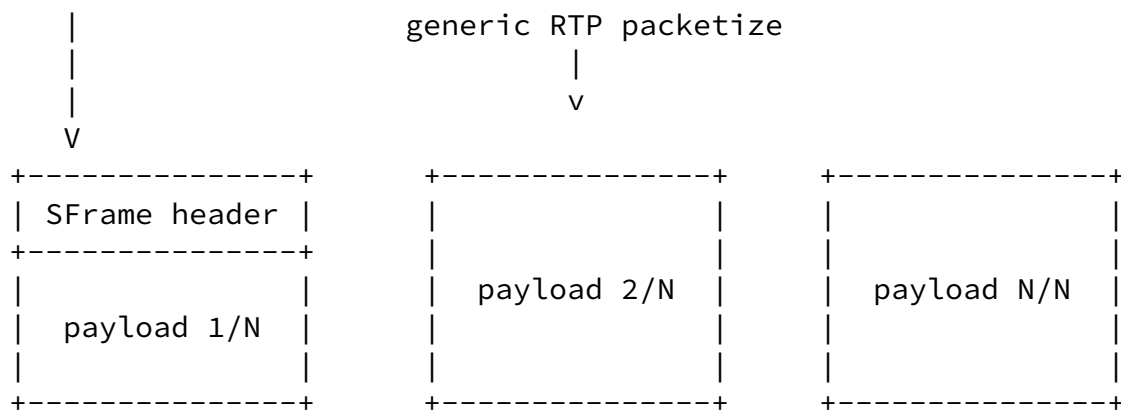 generic RTP packetize
SFrame header
payload 1/N
payload 2/N
payload N/N